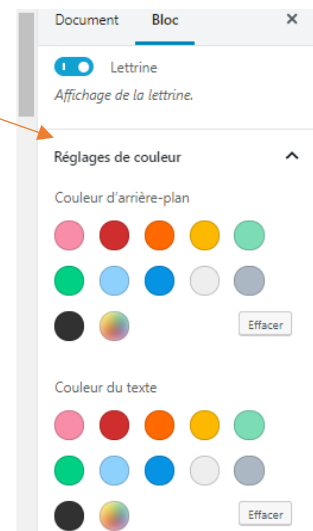 Document Bloc ×
Lettrine
Affichage de la lettrine.
Réglages de couleur
Couleur d'arrière-plan
Effacer
Couleur du texte
Effacer